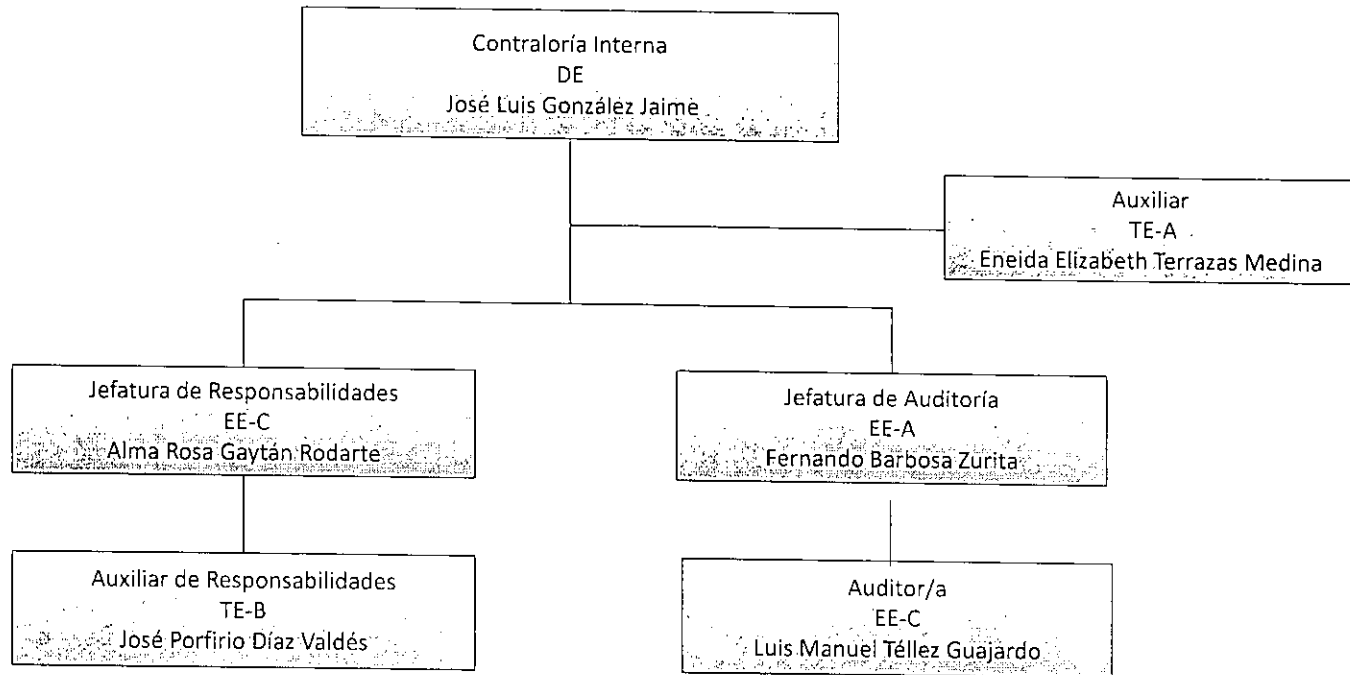 Contraloría Interna
DE
José Luis González Jaime
Auxiliar
TE-A
Eneida Elizabeth Terrazas Medina
Jefatura de Responsabilidades
EE-C
Alma Rosa Gaytán Rodarte
Jefatura de Auditoría
EE-A
Fernando Barbosa Zurita
Auxiliar de Responsabilidades
TE-B
José Porfirio Díaz Valdés
Auditor/a
EE-C
Luis Manuel Téllez Guajardo